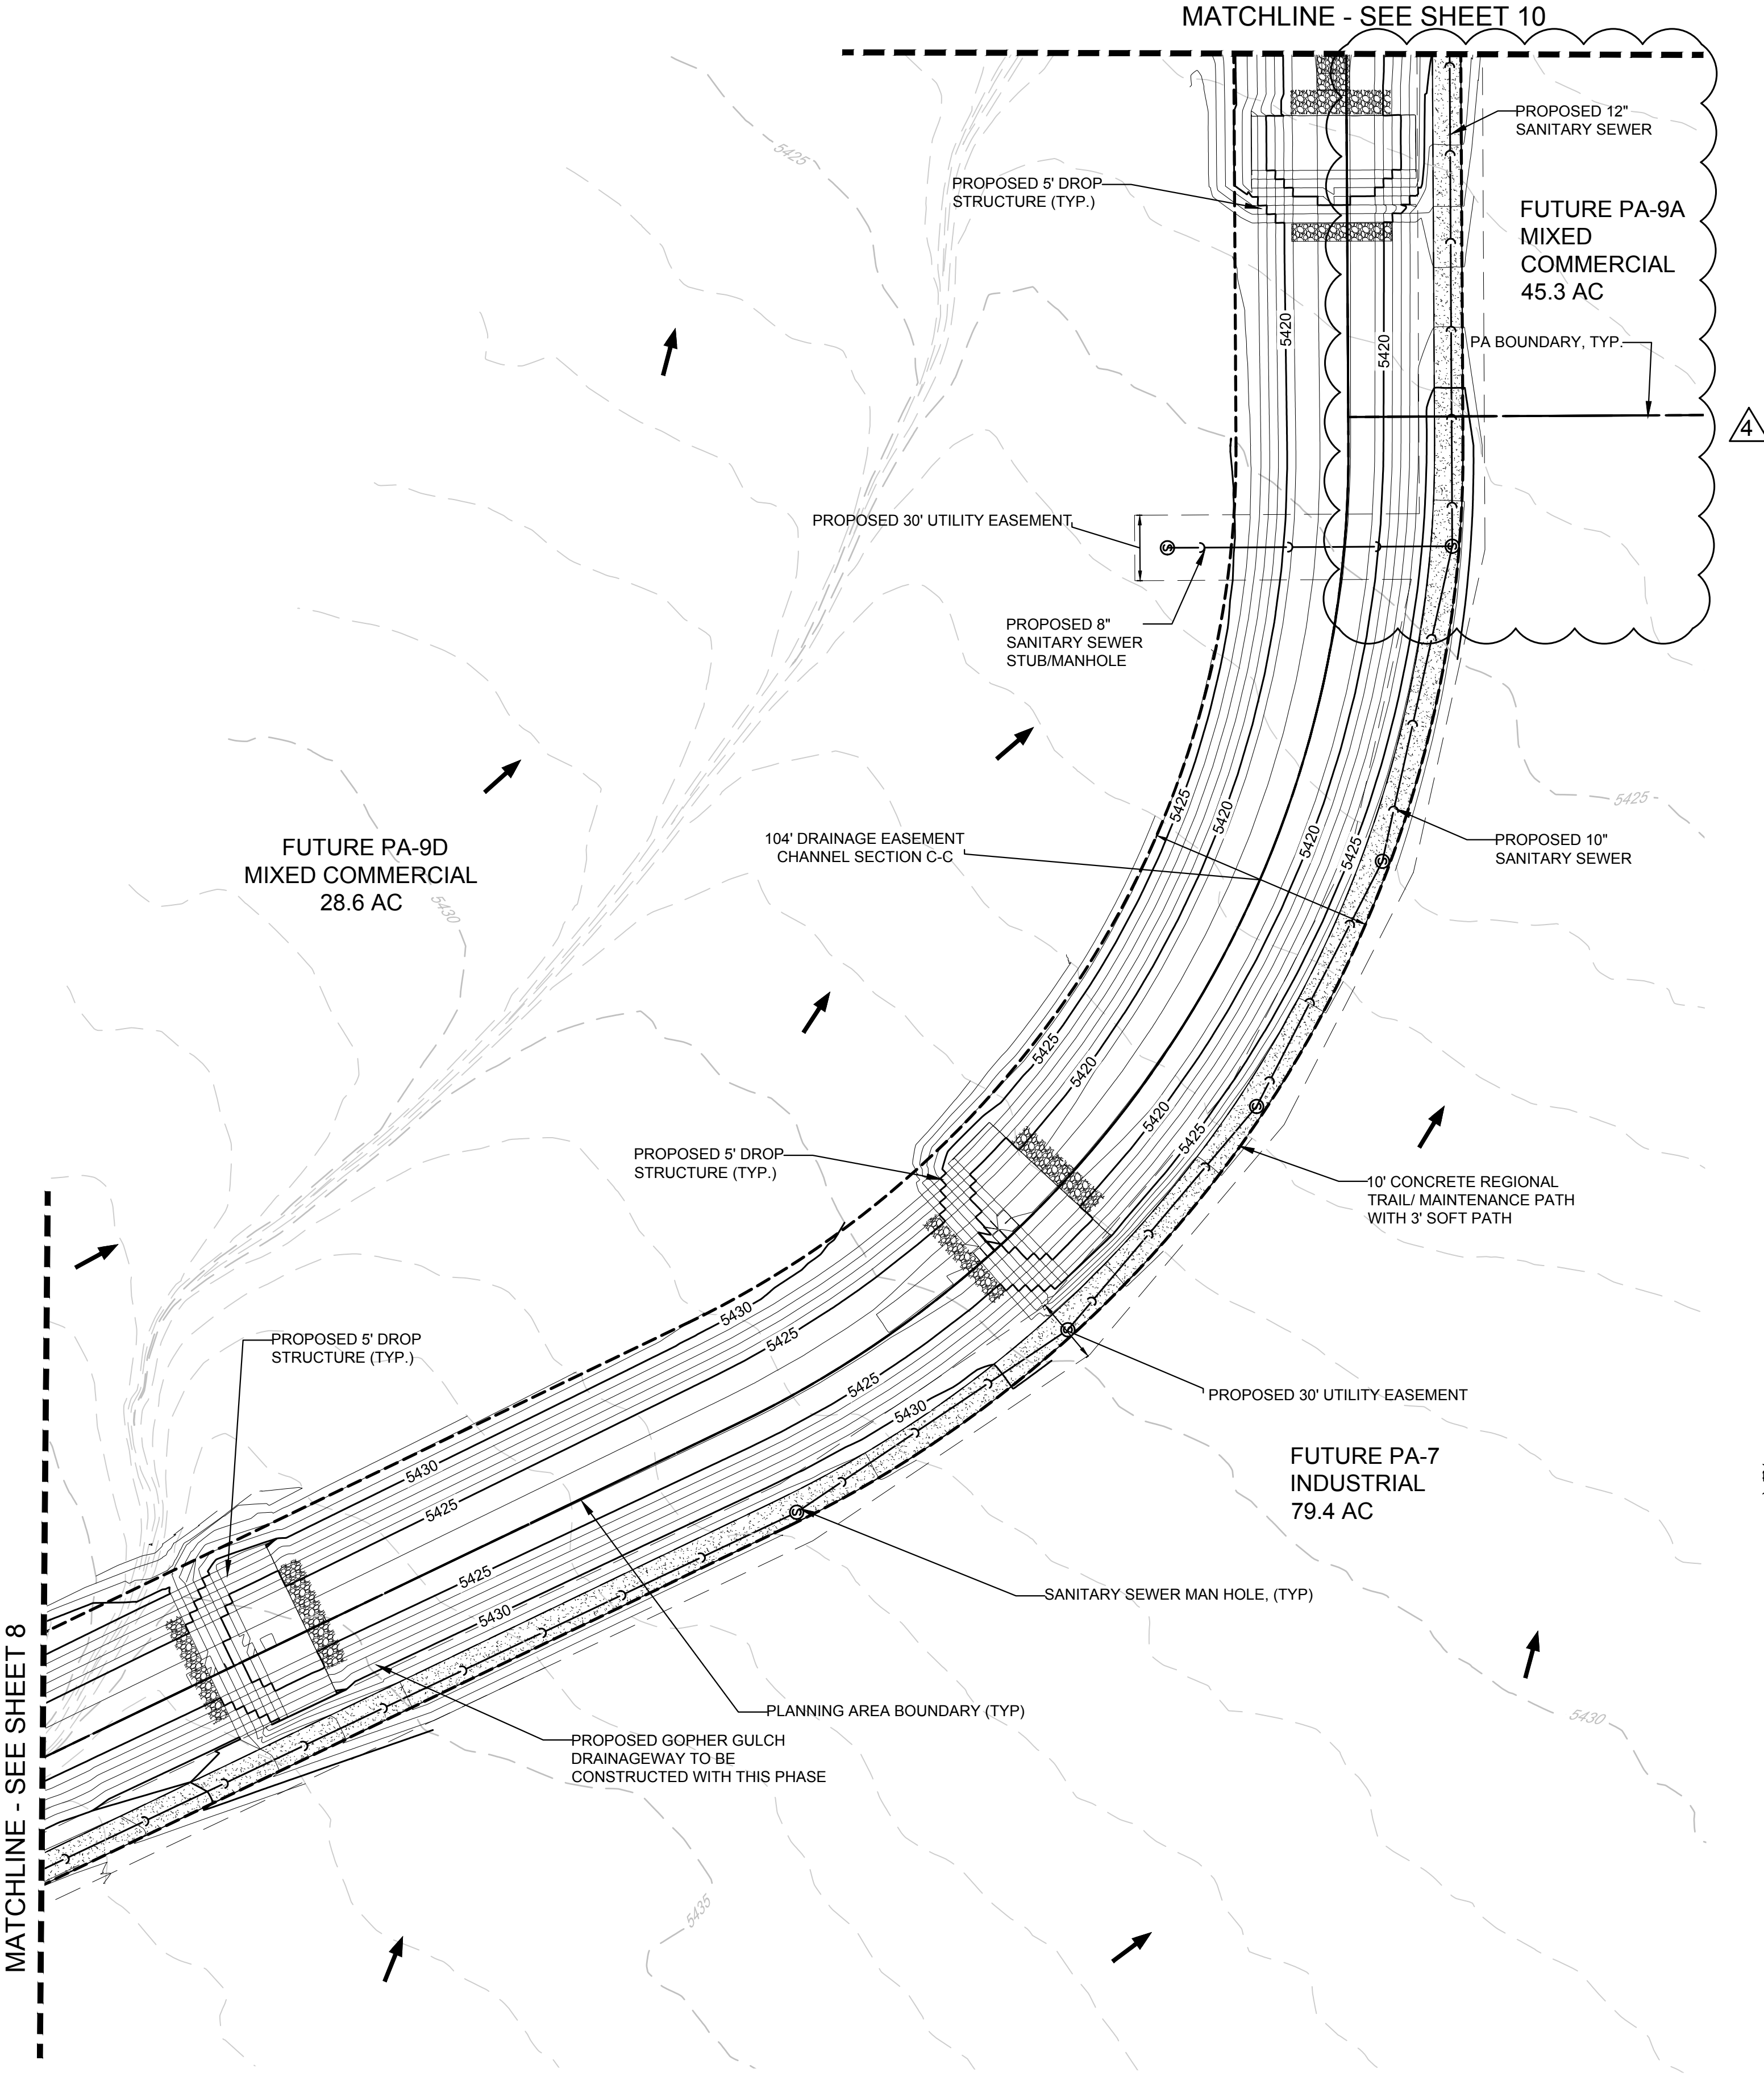 MATCHLINE - SEE SHEET 10
PROPOSED 12"
SANITARY SEWER
5425
PROPOSED 5' DROP
STRUCTURE (TYP.)
FUTURE PA-9A
MIXED
COMMERCIAL
45.3 AC
5420
5420
PA BOUNDARY, TYP.
4
PROPOSED 30' UTILITY EASEMENT
S
S
PROPOSED 8"
SANITARY SEWER
STUB/MANHOLE
5425
5425
5420
5420
5425
104' DRAINAGE EASEMENT
CHANNEL SECTION C-C
PROPOSED 10"
SANITARY SEWER
S
FUTURE PA-9D
MIXED COMMERCIAL
28.6 AC
5430
5425
5420
5420
5425
S
PROPOSED 5' DROP
STRUCTURE (TYP.)
10' CONCRETE REGIONAL
TRAIL/ MAINTENANCE PATH
WITH 3' SOFT PATH
5430
5425
S
PROPOSED 5' DROP
STRUCTURE (TYP.)
5425
5430
PROPOSED 30' UTILITY EASEMENT
FUTURE PA-7
INDUSTRIAL
79.4 AC
5430
5425
S
5425
5430
SANITARY SEWER MAN HOLE, (TYP)
MATCHLINE - SEE SHEET 8
PLANNING AREA BOUNDARY (TYP)
5430
PROPOSED GOPHER GULCH
DRAINAGEWAY TO BE
CONSTRUCTED WITH THIS PHASE
5435